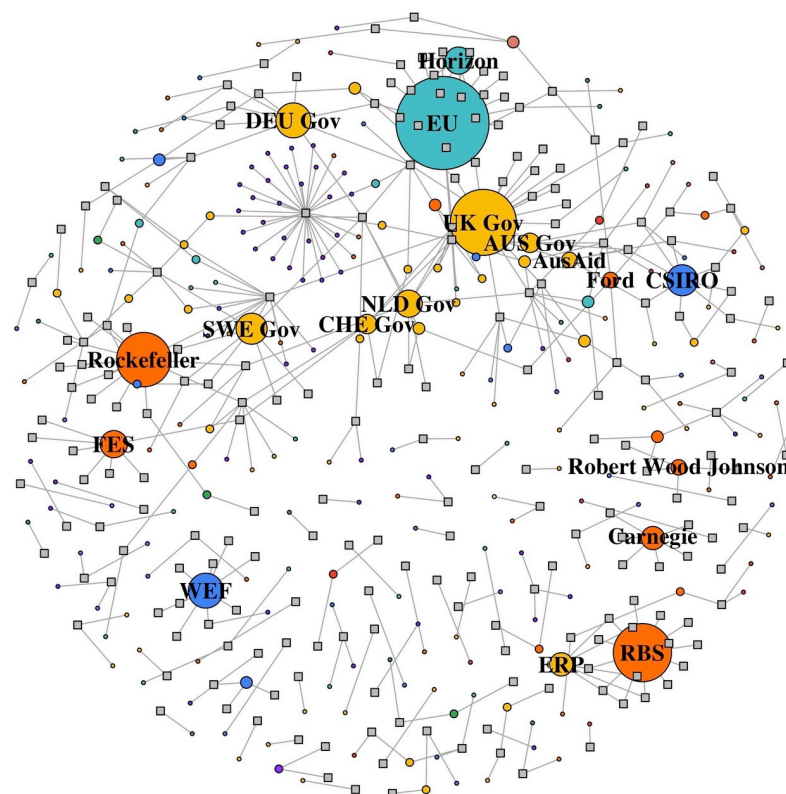 Horizon
DEU Gov
EU
UK Gov
AUS Gov
AusAid
Ford
CSIRO
NLD Gov
CHE Gov
SWE Gov
Rockefeller
FES
Robert Wood Johnson
Carnegie
WEF
RBS
ERP